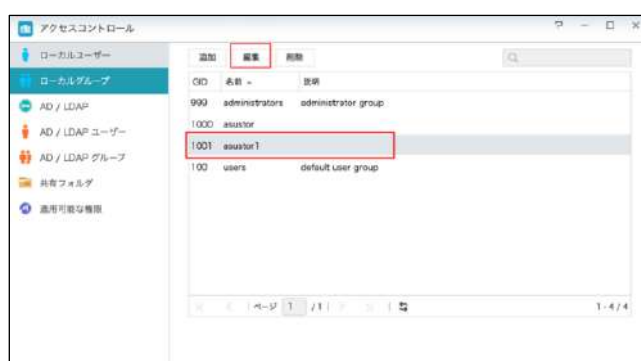 アクセスコントロール
ローカルユーザー
ローカルグループ
AD / LDAP
AD / LDAP ユーザー
AD / LDAP グループ
共有フォルダ
適用可能な権限
追加 編集 削除
GID 名前 説明
999 administrators administrator group
1000 asustor
1001 asustor1
100 users default user group
ページ 1 / 1
1 - 4 / 4